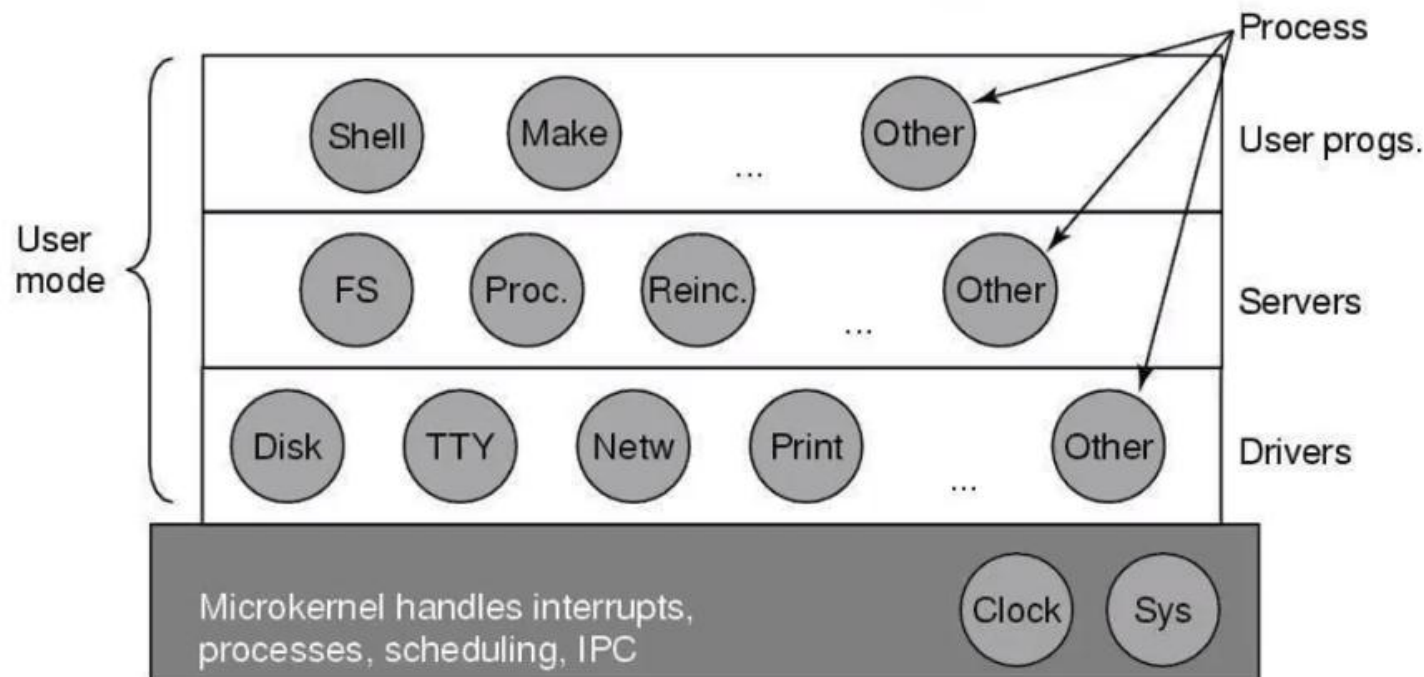 Process
Shell
Make
...
Other
User progs.
User
mode
FS
Proc.
Reinc.
...
Other
Servers
Disk
TTY
Netw
Print
...
Other
Drivers
Microkernel handles interrupts,
processes, scheduling, IPC
Clock
Sys